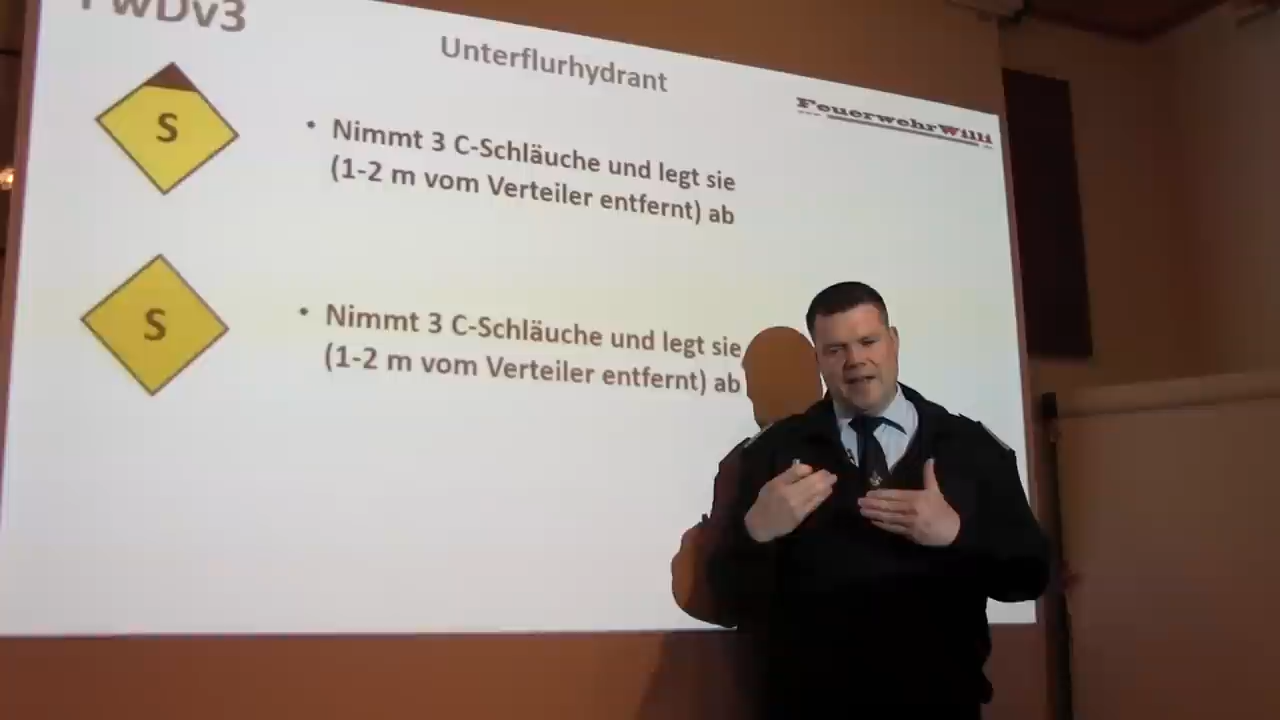 FwDv3
Unterflurhydrant
FeuerwehrWilli
S
• Nimmt 3 C-Schläuche und legt sie
(1-2 m vom Verteiler entfernt) ab
S
• Nimmt 3 C-Schläuche und legt sie
(1-2 m vom Verteiler entfernt) ab